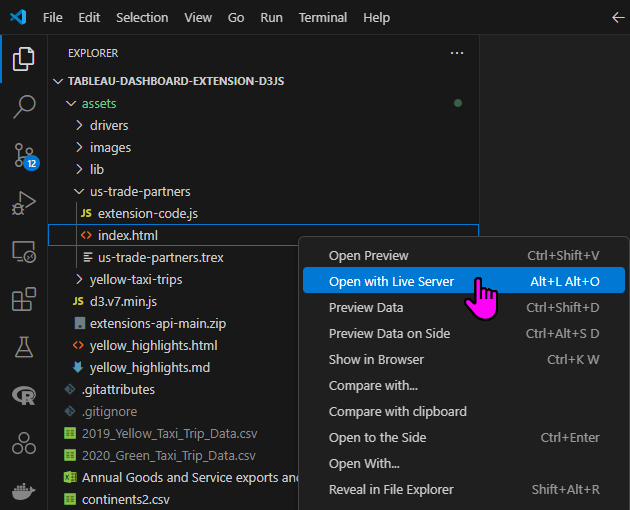 File Edit Selection View Go Run Terminal Help
EXPLORER
TABLEAU-DASHBOARD-EXTENSION-D3JS
assets
drivers
images
lib
12
us-trade-partners
JS extension-code.js
index.html
us-trade-partners.trex
yellow-taxi-trips
JS d3.v7.min.js
extensions-api-main.zip
yellow_highlights.html
yellow_highlights.md
.gitattributes
.gitignore
2019_Yellow_Taxi_Trip_Data.csv
2020_Green_Taxi_Trip_Data.csv
Annual Goods and Service exports and
continents2.csv
Open Preview Ctrl+Shift+V
Open with Live Server Alt+L Alt+O
Preview Data Ctrl+Shift+D
Preview Data on Side Ctrl+Alt+S D
Show in Browser Ctrl+K W
Compare with...
Compare with clipboard
Open to the Side Ctrl+Enter
Open With...
Reveal in File Explorer Shift+Alt+R